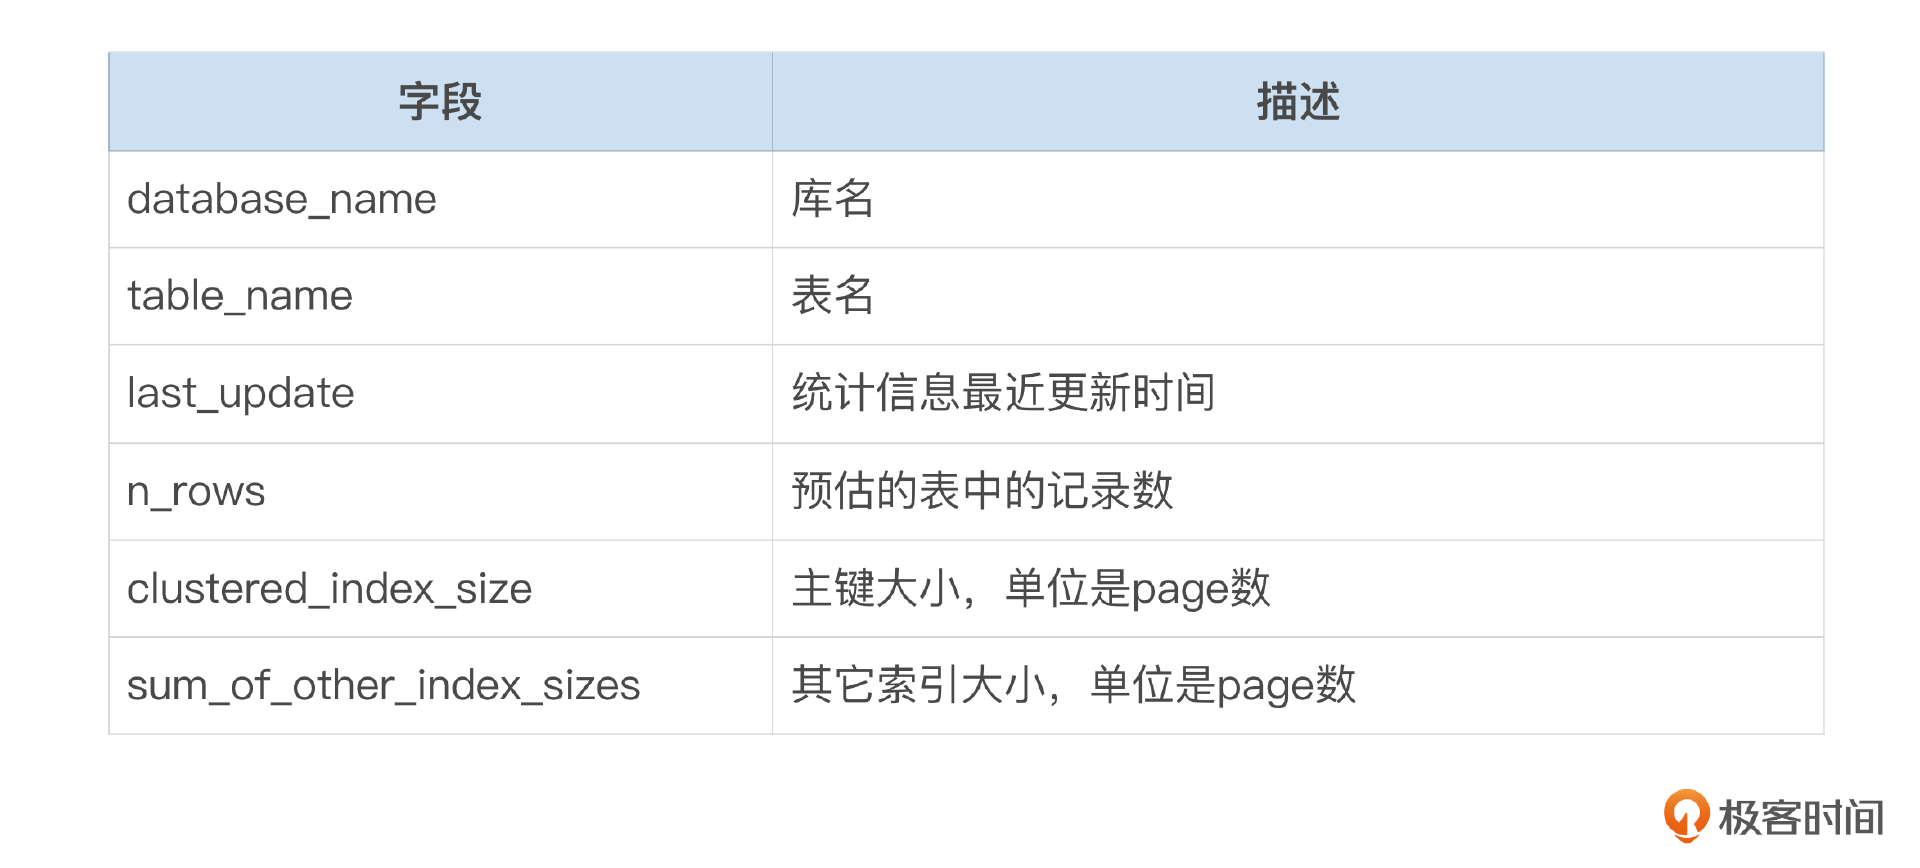 字段 描述
database_name 库名
table_name 表名
last_update 统计信息最近更新时间
n_rows 预估的表中的记录数
clustered_index_size 主键大小，单位是page数
sum_of_other_index_sizes 其它索引大小，单位是page数
极客时间